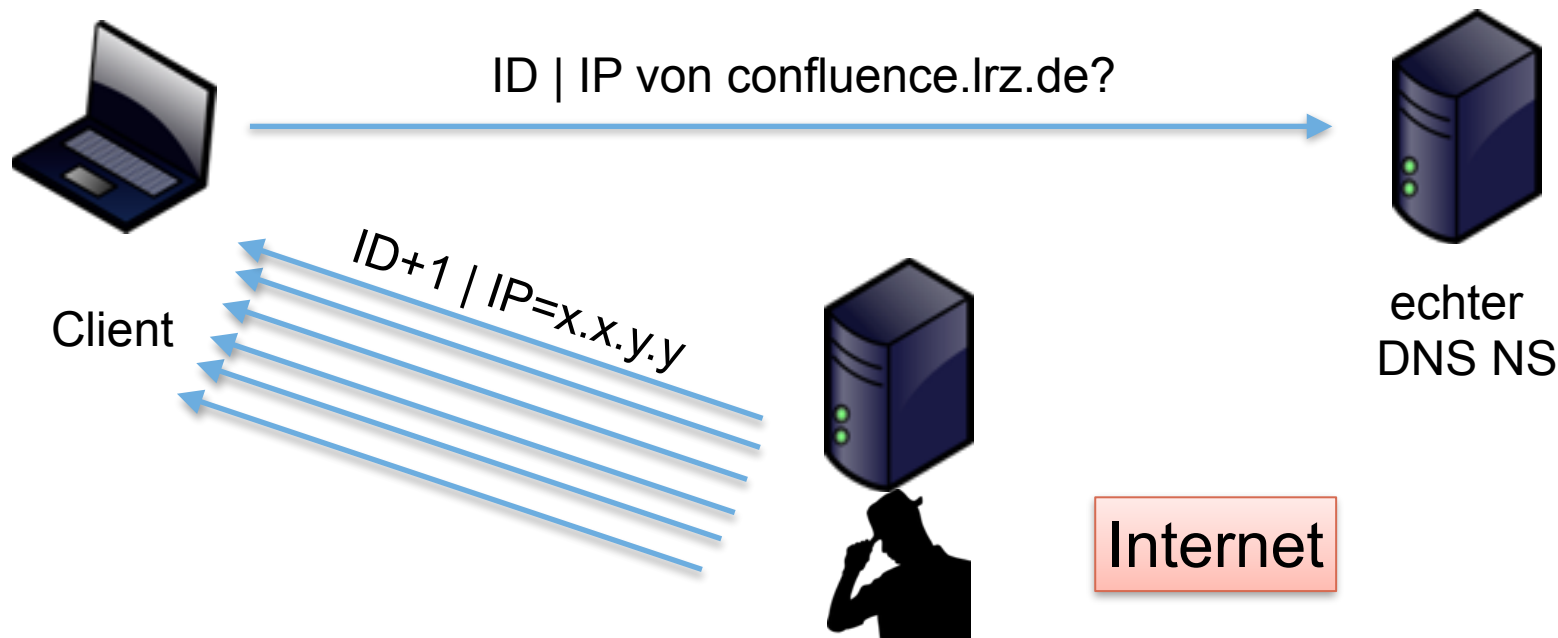 ID | IP von confluence.lrz.de?
ID+1 | IP=x.x.y.y
Client
echter
DNS NS
Internet